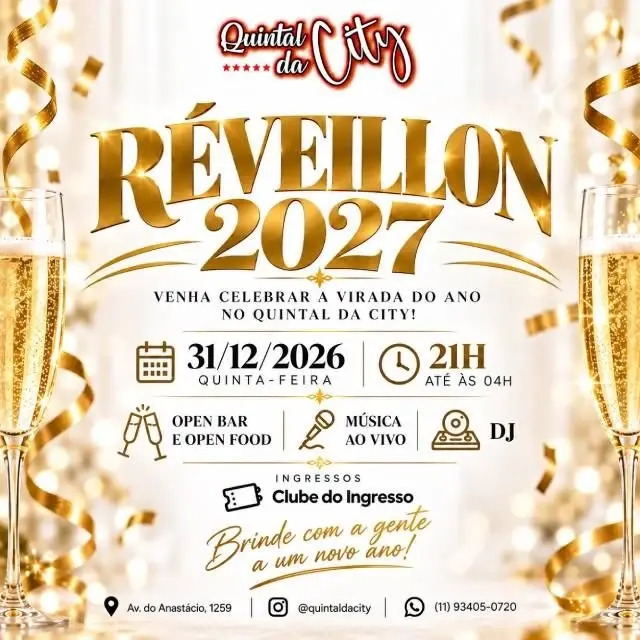 Quintal da City
RÉVEILLON
2027
VENHA CELEBRAR A VIRADA DO ANO
NO QUINTAL DA CITY!
31/12/2026
QUINTA-FEIRA
21H
ATÉ ÀS 04H
OPEN BAR
E OPEN FOOD
MÚSICA
AO VIVO
DJ
INGRESSOS
Clube do Ingresso
Brinde com a gente
a um novo ano!
Av. do Anastácio, 1259
@quintaldacity
(11) 93405-0720